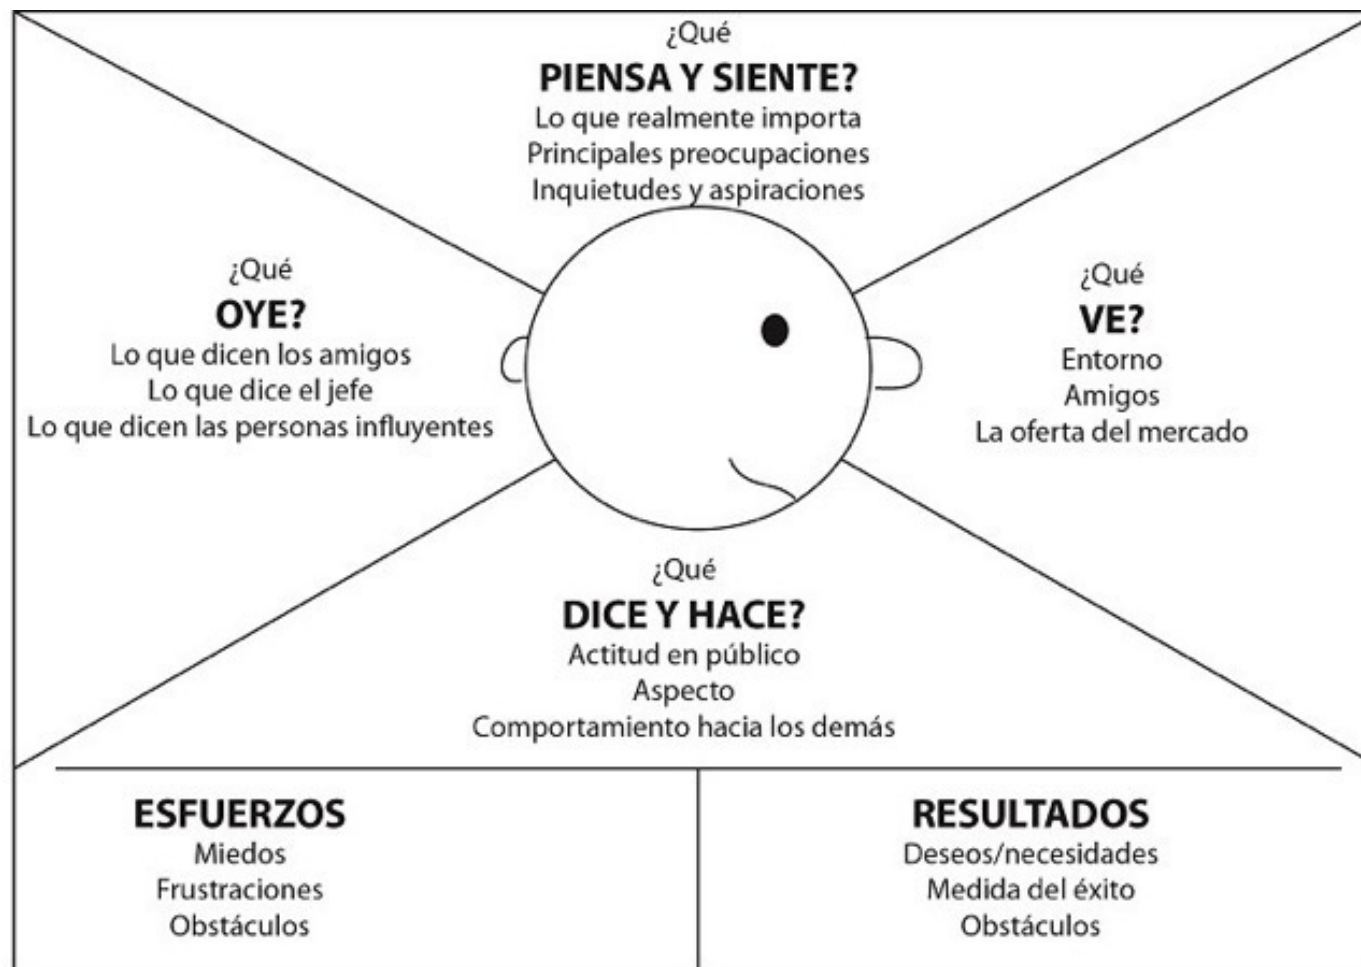 ¿Qué
PIENSA Y SIENTE?
Lo que realmente importa
Principales preocupaciones
Inquietudes y aspiraciones
¿Qué
OYE?
Lo que dicen los amigos
Lo que dice el jefe
Lo que dicen las personas influyentes
¿Qué
VE?
Entorno
Amigos
La oferta del mercado
¿Qué
DICE Y HACE?
Actitud en público
Aspecto
Comportamiento hacia los demás
ESFUERZOS
Miedos
Frustraciones
Obstáculos
RESULTADOS
Deseos/necesidades
Medida del éxito
Obstáculos